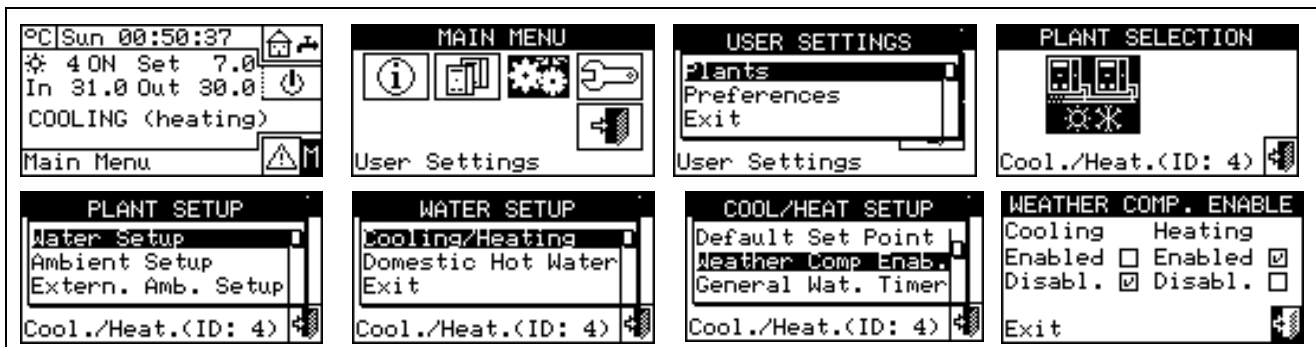 ºC Sun 00:50:37
4 ON Set 7.0
In 31.0 Out 30.0
COOLING (heating)
Main Menu M
MAIN MENU
User Settings
USER SETTINGS
Plants
Preferences
Exit
User Settings
PLANT SELECTION
Cool./Heat.(ID: 4)
PLANT SETUP
Water Setup
Ambient Setup
Extern. Amb. Setup
Cool./Heat.(ID: 4)
WATER SETUP
Cooling/Heating
Domestic Hot Water
Exit
Cool./Heat.(ID: 4)
COOL/HEAT SETUP
Default Set Point
Weather Comp Enab.
General Wat. Timer
Cool./Heat.(ID: 4)
WEATHER COMP. ENABLE
Cooling Heating
Enabled Enabled
Disabl. Disabl.
Exit